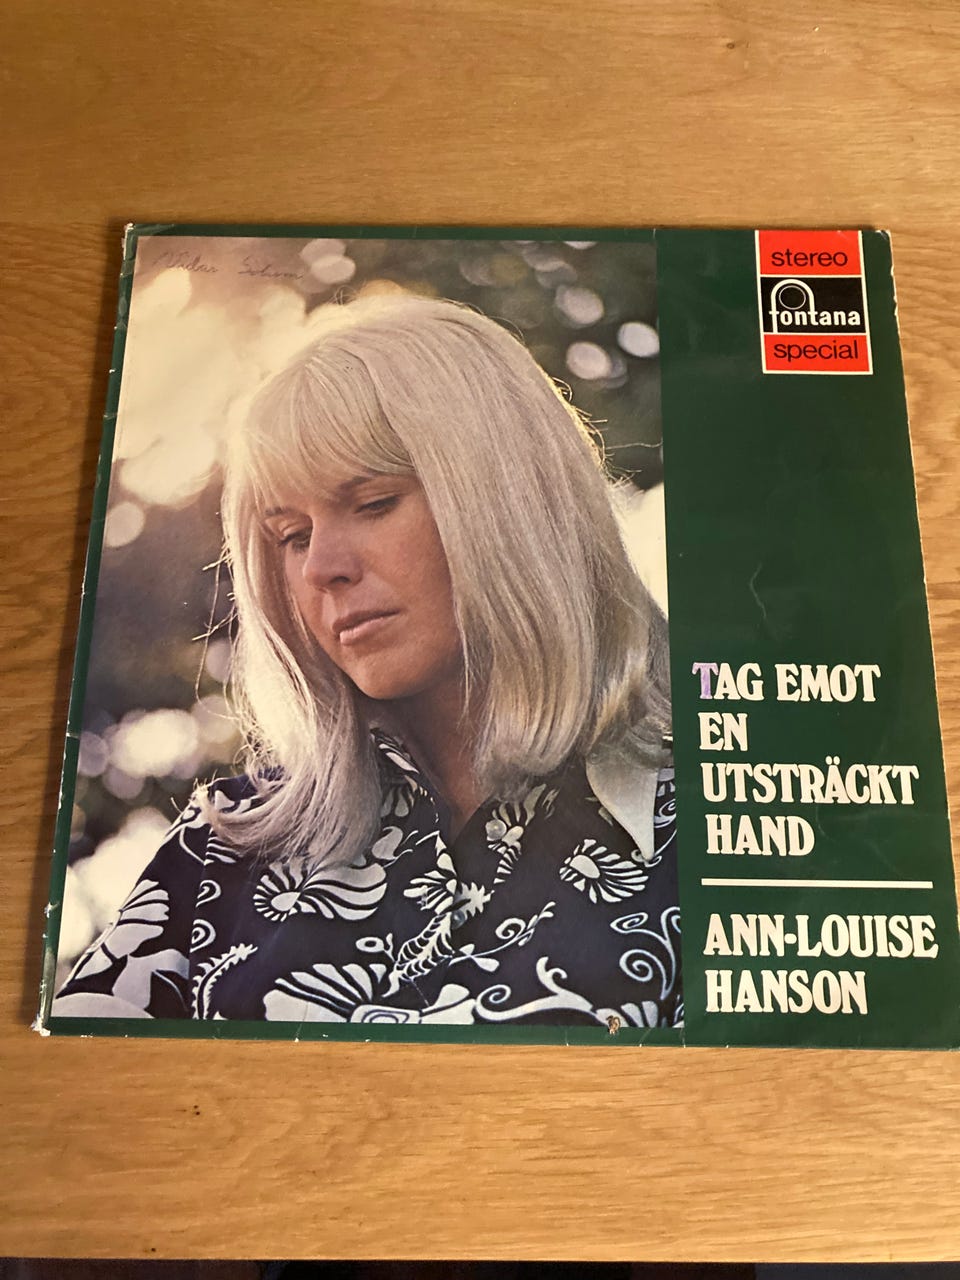 stereo
fontana
special
TAG EMOT
EN
UTSTRÄCKT
HAND
ANN-LOUISE
HANSON